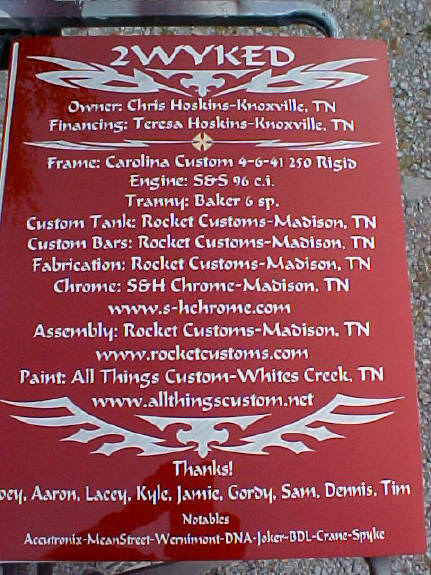 2WYKED
Owner: Chris Hoskins-Knoxville, TN
Financing: Teresa Hoskins-Knoxville, TN
Frame: Carolina Custom 4-6-41 250 Rigid
Engine: S&S 96 c.i.
Tranny: Baker 6 sp.
Custom Tank: Rocket Customs-Madison, TN
Custom Bars: Rocket Customs-Madison, TN
Fabrication: Rocket Customs-Madison, TN
Chrome: S&H Chrome-Madison, TN
www.s-hchrome.com
Assembly: Rocket Customs-Madison, TN
www.rocketcustoms.com
Paint: All Things Custom-Whites Creek, TN
www.allthingscustom.net
Thanks!
oey, Aaron, Lacey, Kyle, Jamie, Gordy, Sam, Dennis, Tim
Notables
Accutronix-MeanStreet-Wernimont-DNA-Joker-BDL-Crane-Spyke